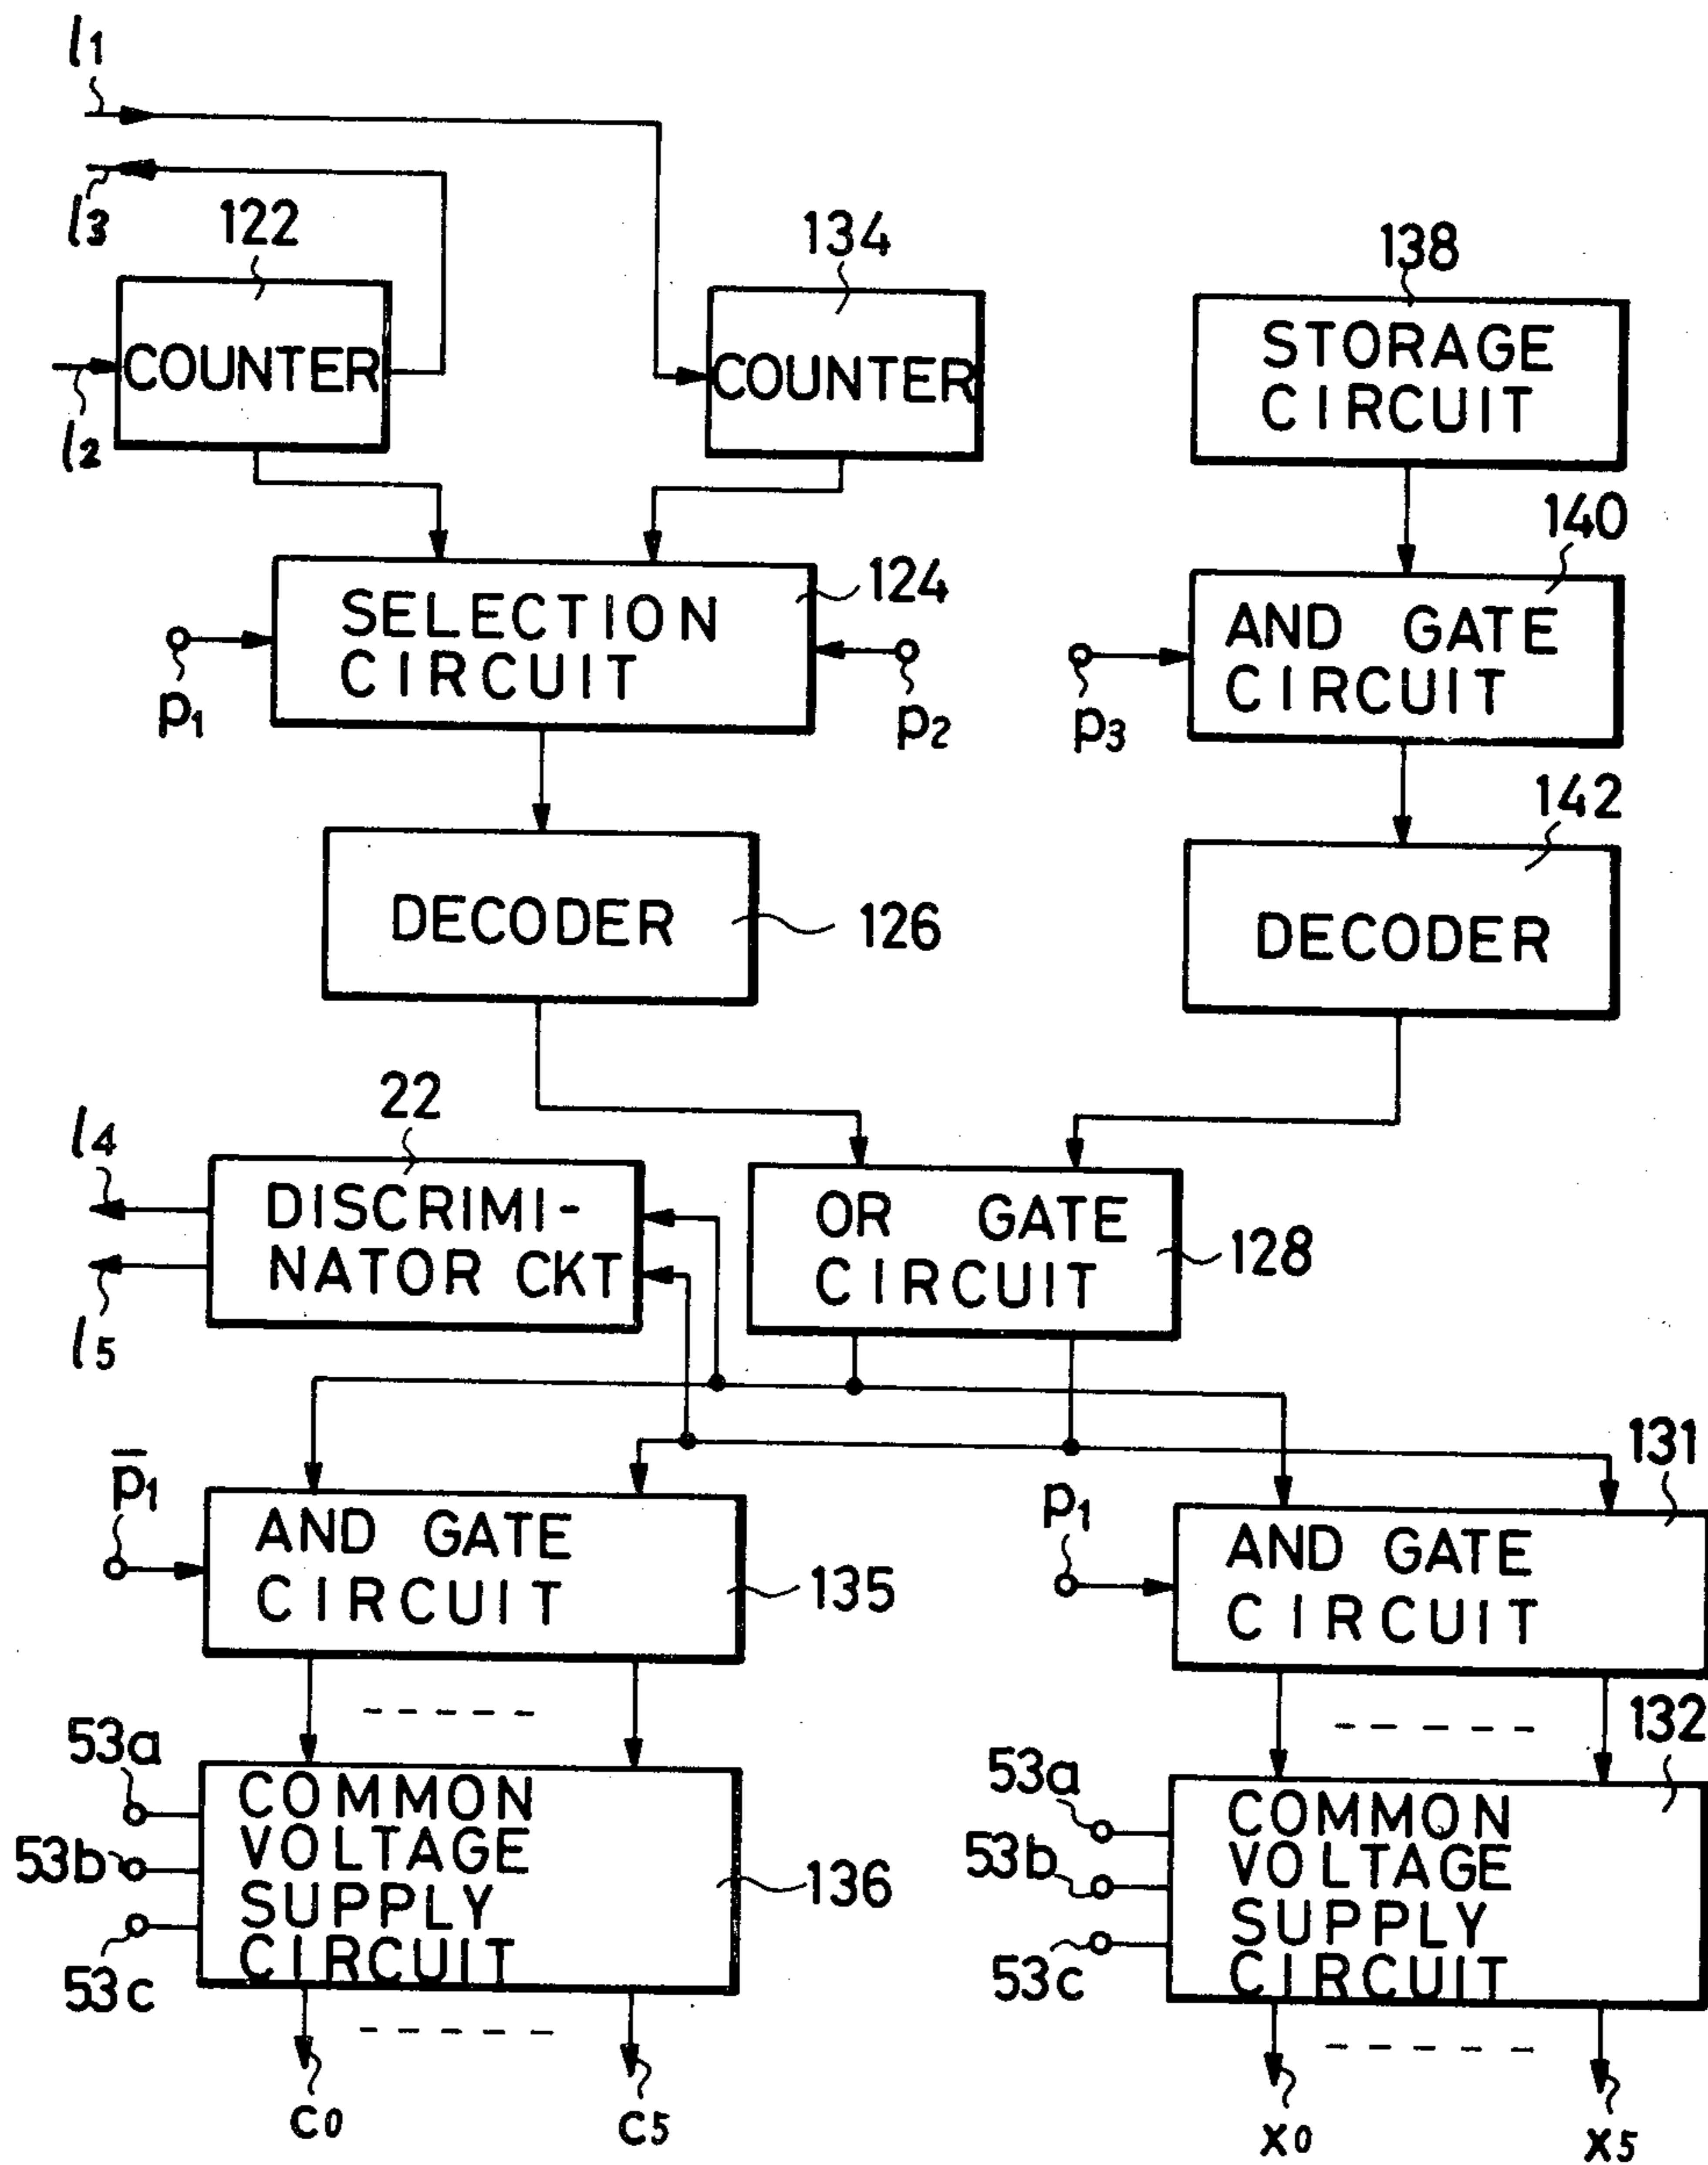 l1
l3
122
134
138
COUNTER
COUNTER
STORAGE
CIRCUIT
l2
140
124
SELECTION
CIRCUIT
AND GATE
CIRCUIT
p1
p2
p3
142
DECODER
126
DECODER
22
l4
DISCRIMI-
NATOR CKT
OR GATE
CIRCUIT
128
l5
131
p̅1
p1
AND GATE
CIRCUIT
135
AND GATE
CIRCUIT
132
53a
53b
53c
COMMON
VOLTAGE
SUPPLY
CIRCUIT
136
53a
53b
53c
COMMON
VOLTAGE
SUPPLY
CIRCUIT
c0
c5
x0
x5